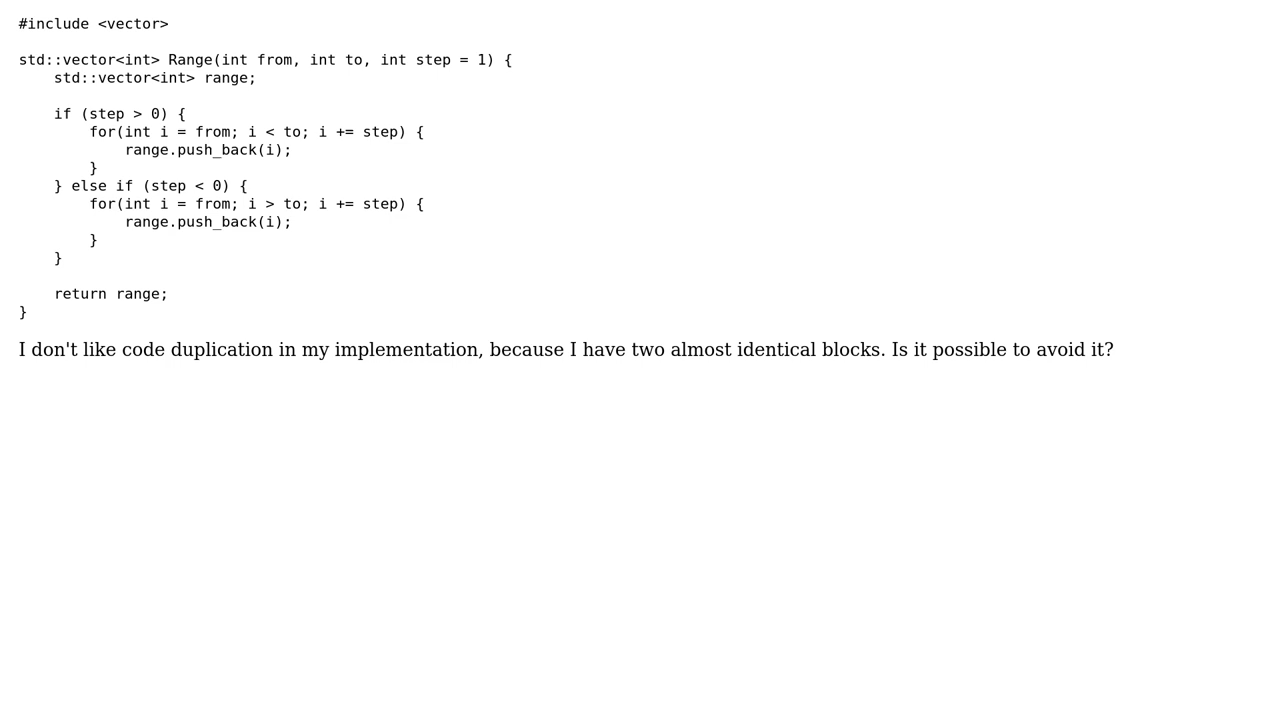 #include <vector>

std::vector<int> Range(int from, int to, int step = 1) {
    std::vector<int> range;

    if (step > 0) {
        for(int i = from; i < to; i += step) {
            range.push_back(i);
        }
    } else if (step < 0) {
        for(int i = from; i > to; i += step) {
            range.push_back(i);
        }
    }

    return range;
}
I don't like code duplication in my implementation, because I have two almost identical blocks. Is it possible to avoid it?